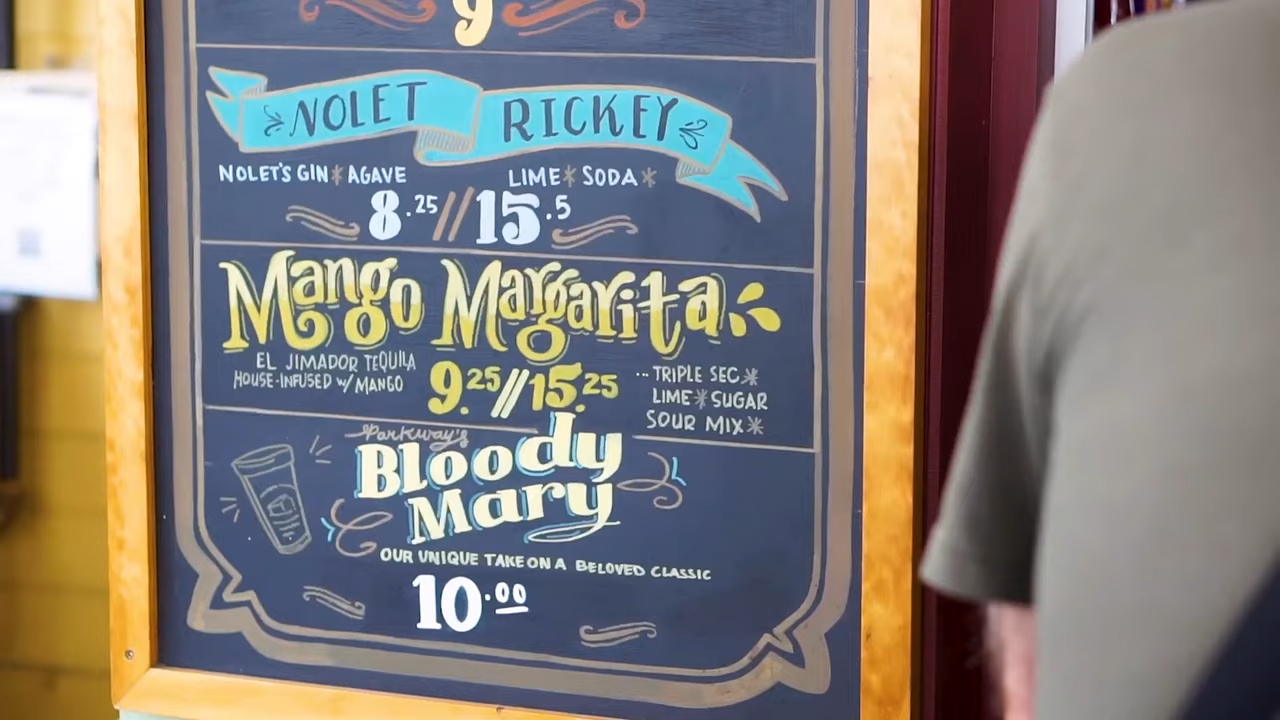 9
NOLET RICKEY
NOLET'S GIN * AGAVE LIME * SODA *
8.25 // 15.5
Mango Margarita
EL JIMADOR TEQUILA
HOUSE-INFUSED W/ MANGO
9.25 // 15.25
·· TRIPLE SEC *
LIME * SUGAR
SOUR MIX *
Parkway's
Bloody
Mary
OUR UNIQUE TAKE ON A BELOVED CLASSIC
10.00